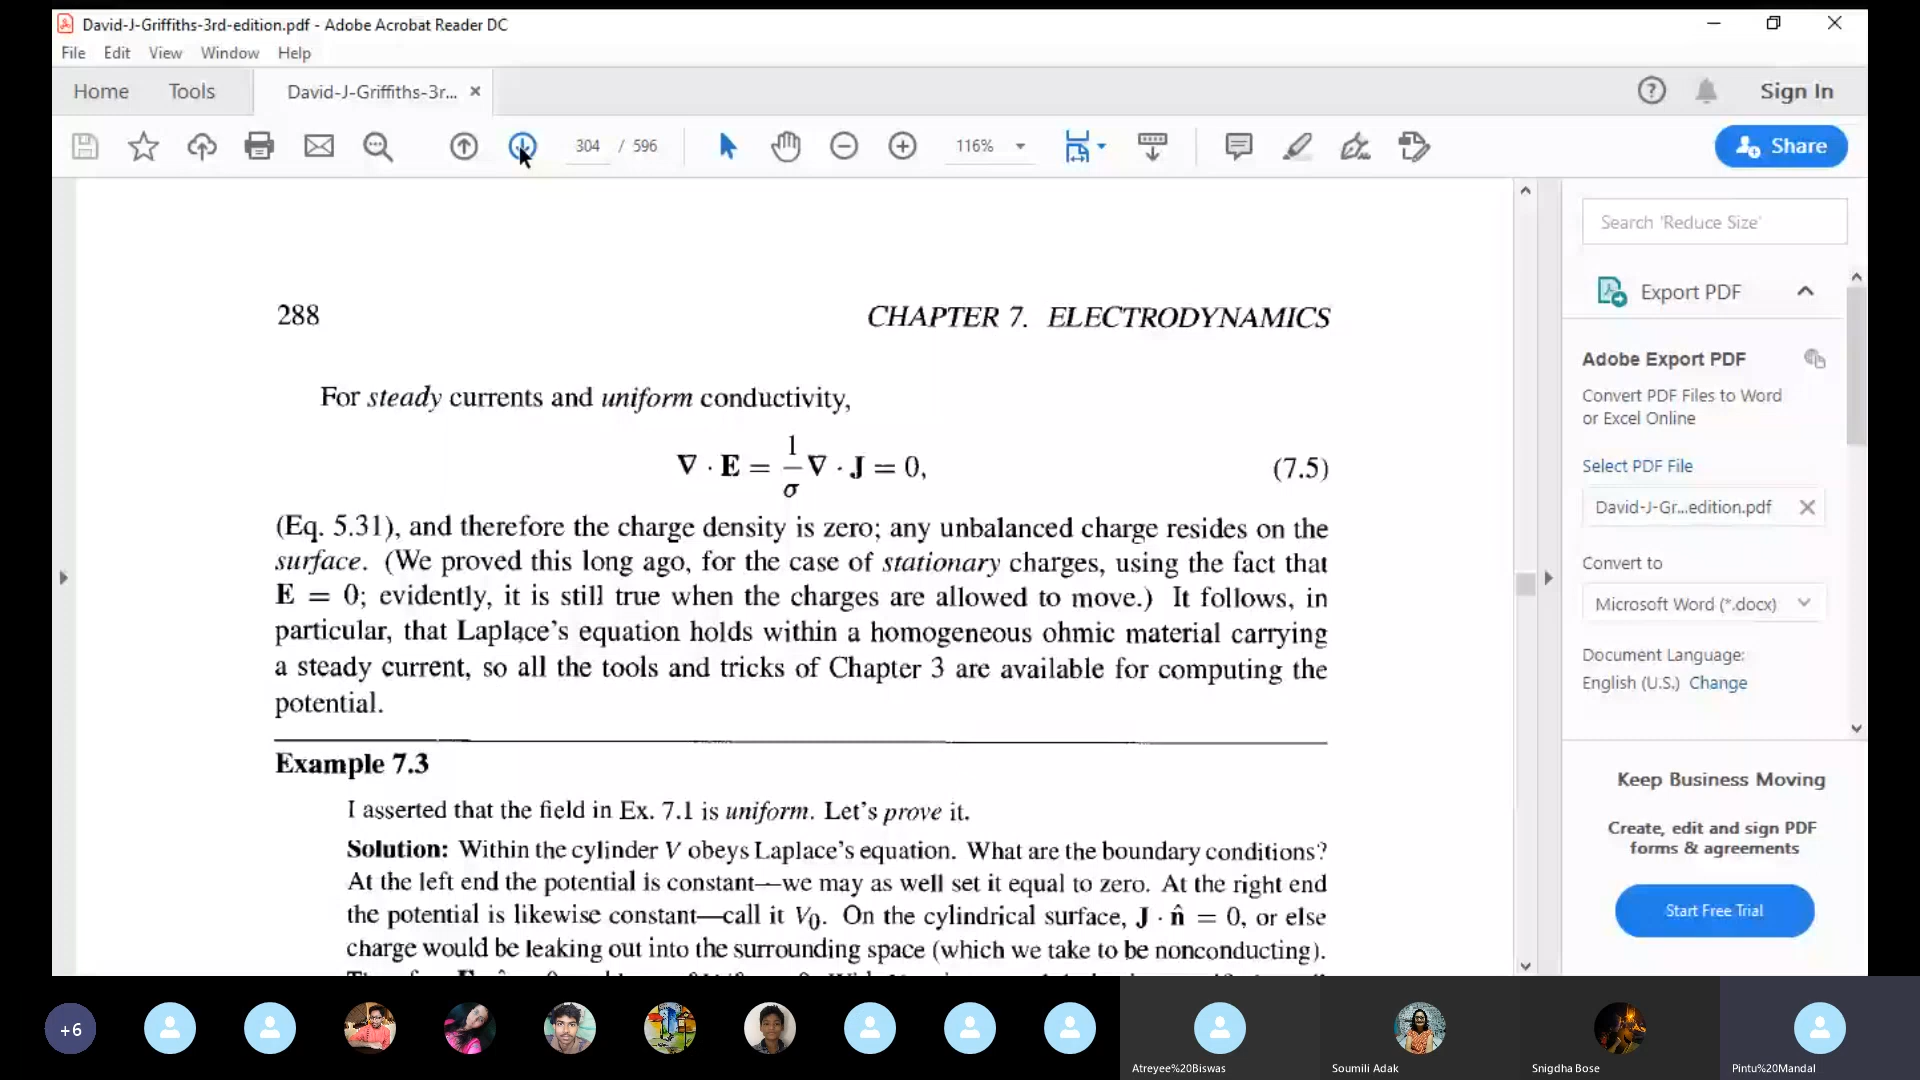 David-J-Griffiths-3rd-edition.pdf - Adobe Acrobat Reader DC
File Edit View Window Help
Home Tools David-J-Griffiths-3r... × Sign In
304 / 596 116% Share
Search 'Reduce Size'
Export PDF
Adobe Export PDF
Convert PDF Files to Word
or Excel Online
Select PDF File
David-J-Gr...edition.pdf
Convert to
Microsoft Word (*.docx)
Document Language:
English (U.S.) Change
Keep Business Moving
Create, edit and sign PDF
forms & agreements
Start Free Trial
288 CHAPTER 7. ELECTRODYNAMICS
For steady currents and uniform conductivity,
∇ · E = 1/σ ∇ · J = 0, (7.5)
(Eq. 5.31), and therefore the charge density is zero; any unbalanced charge resides on the
surface. (We proved this long ago, for the case of stationary charges, using the fact that
E = 0; evidently, it is still true when the charges are allowed to move.) It follows, in
particular, that Laplace's equation holds within a homogeneous ohmic material carrying
a steady current, so all the tools and tricks of Chapter 3 are available for computing the
potential.
Example 7.3
I asserted that the field in Ex. 7.1 is uniform. Let's prove it.
Solution: Within the cylinder V obeys Laplace's equation. What are the boundary conditions?
At the left end the potential is constant—we may as well set it equal to zero. At the right end
the potential is likewise constant—call it V₀. On the cylindrical surface, J · n̂ = 0, or else
charge would be leaking out into the surrounding space (which we take to be nonconducting).
+6
Atreyee%20Biswas
Soumili Adak
Snigdha Bose
Pintu%20Mandal